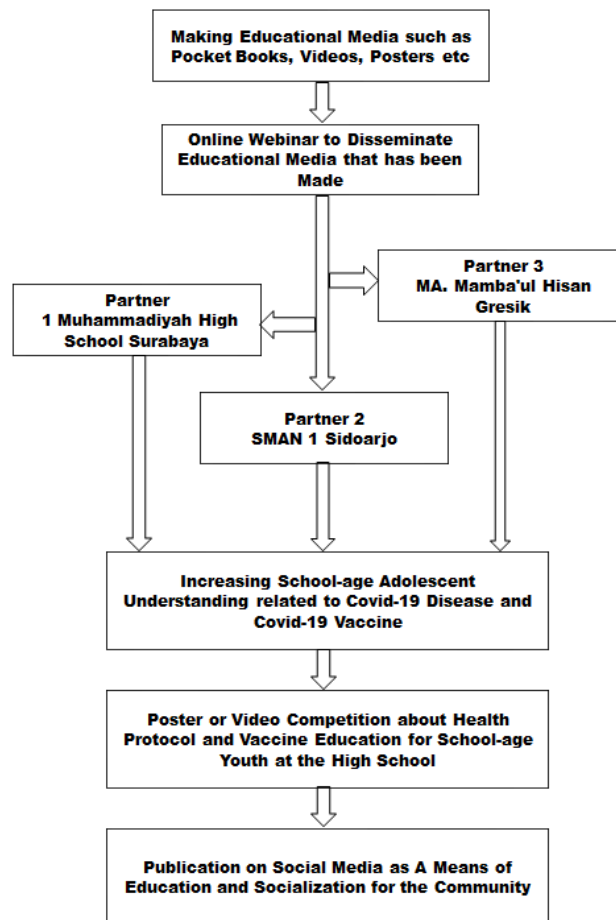 Making Educational Media such as
Pocket Books, Videos, Posters etc
Online Webinar to Disseminate
Educational Media that has been
Made
Partner 3
MA. Mamba'ul Hisan
Gresik
Partner
1 Muhammadiyah High
School Surabaya
Partner 2
SMAN 1 Sidoarjo
Increasing School-age Adolescent
Understanding related to Covid-19 Disease and
Covid-19 Vaccine
Poster or Video Competition about Health
Protocol and Vaccine Education for School-age
Youth at the High School
Publication on Social Media as A Means of
Education and Socialization for the Community